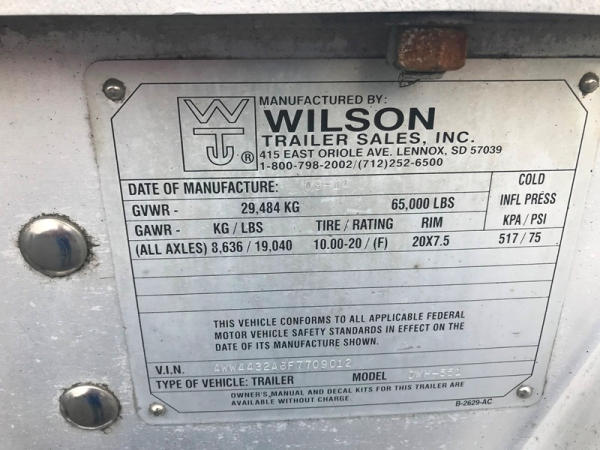 MANUFACTURED BY:
WILSON
TRAILER SALES, INC.
415 EAST ORIOLE AVE. LENNOX, SD 57039
® 1-800-798-2002/(712)252-6500
DATE OF MANUFACTURE:
COLD
GVWR - 29,484 KG 65,000 LBS
INFL PRESS
GAWR - KG / LBS TIRE / RATING RIM
KPA / PSI
(ALL AXLES) 8,636 / 19,040 10.00-20 / (F) 20X7.5 517 / 75
THIS VEHICLE CONFORMS TO ALL APPLICABLE FEDERAL
MOTOR VEHICLE SAFETY STANDARDS IN EFFECT ON THE
DATE OF ITS MANUFACTURE SHOWN.
V.I.N.
TYPE OF VEHICLE: TRAILER MODEL DWH-551
OWNER'S MANUAL AND DECAL KITS FOR THIS TRAILER ARE
AVAILABLE WITHOUT CHARGE.
B-2629-AC